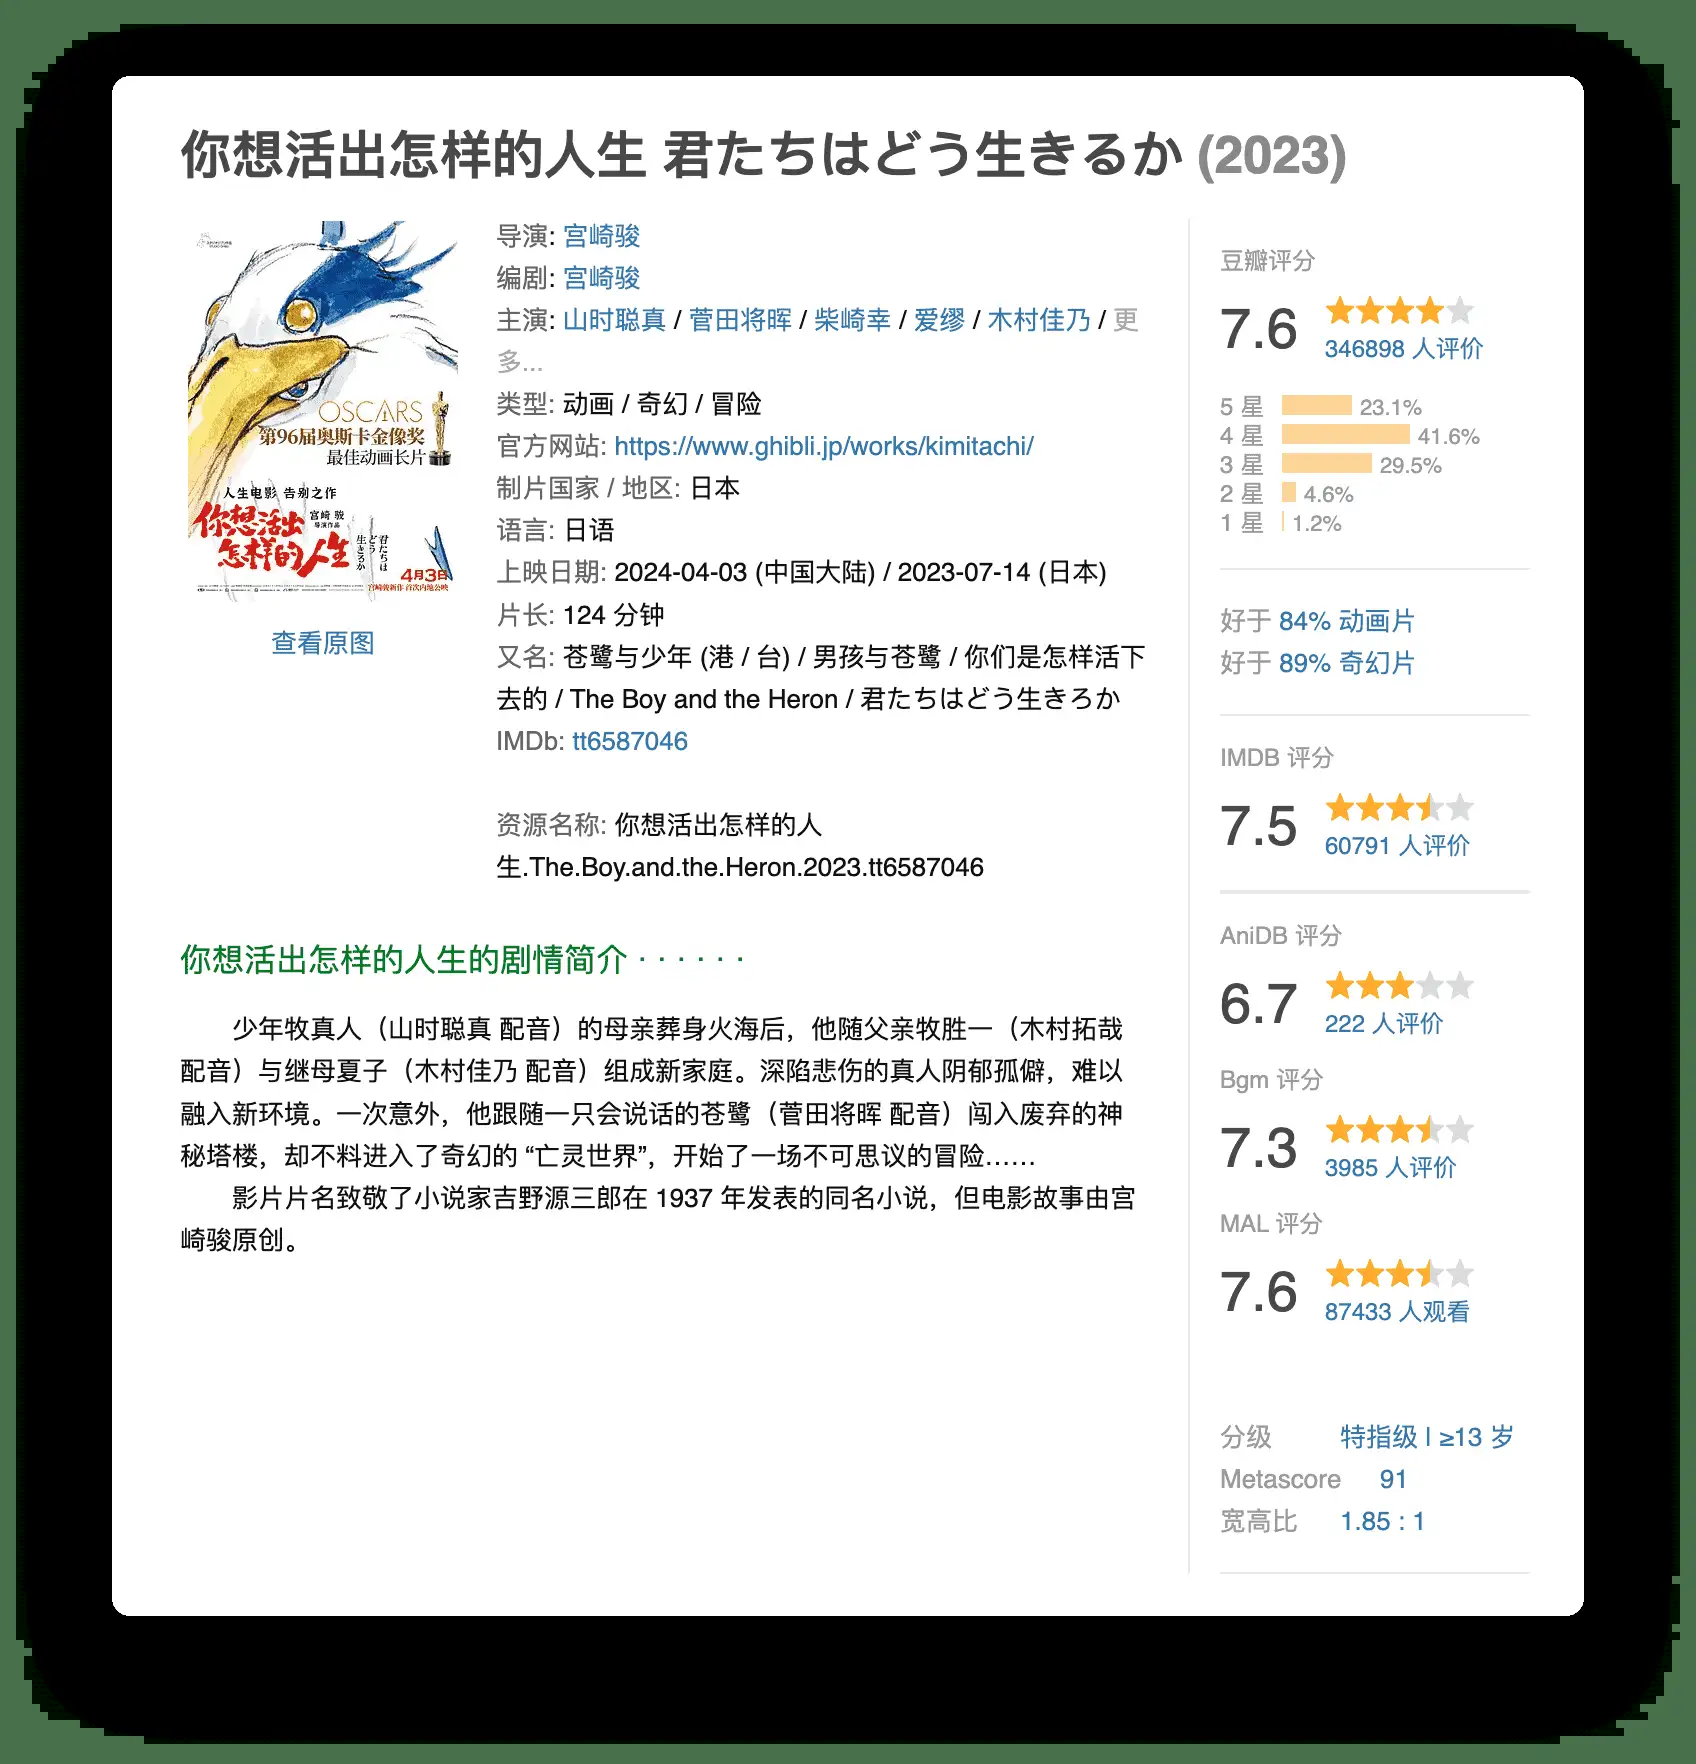 你想活出怎样的人生 君たちはどう生きるか (2023)
OSCARS
第96届奥斯卡金像奖
最佳动画长片
人生电影 告别之作
你想活出
怎样的人生
宫崎 骏
导演作品
君たちは
どう
生きるか
4月3日
宫崎骏新作 首次内地公映
查看原图
导演: 宫崎骏
编剧: 宫崎骏
主演: 山时聪真 / 菅田将晖 / 柴崎幸 / 爱缪 / 木村佳乃 / 更
多...
类型: 动画 / 奇幻 / 冒险
官方网站: https://www.ghibli.jp/works/kimitachi/
制片国家 / 地区: 日本
语言: 日语
上映日期: 2024-04-03 (中国大陆) / 2023-07-14 (日本)
片长: 124 分钟
又名: 苍鹭与少年 (港 / 台) / 男孩与苍鹭 / 你们是怎样活下
去的 / The Boy and the Heron / 君たちはどう生きろか
IMDb: tt6587046
资源名称: 你想活出怎样的人
生.The.Boy.and.the.Heron.2023.tt6587046
你想活出怎样的人生的剧情简介 · · · · · ·
少年牧真人（山时聪真 配音）的母亲葬身火海后，他随父亲牧胜一（木村拓哉
配音）与继母夏子（木村佳乃 配音）组成新家庭。深陷悲伤的真人阴郁孤僻，难以
融入新环境。一次意外，他跟随一只会说话的苍鹭（菅田将晖 配音）闯入废弃的神
秘塔楼，却不料进入了奇幻的 “亡灵世界”，开始了一场不可思议的冒险……
影片片名致敬了小说家吉野源三郎在 1937 年发表的同名小说，但电影故事由宫
崎骏原创。
豆瓣评分
7.6
346898 人评价
5 星 23.1%
4 星 41.6%
3 星 29.5%
2 星 4.6%
1 星 1.2%
好于 84% 动画片
好于 89% 奇幻片
IMDB 评分
7.5
60791 人评价
AniDB 评分
6.7
222 人评价
Bgm 评分
7.3
3985 人评价
MAL 评分
7.6
87433 人观看
分级 特指级 | ≥13 岁
Metascore 91
宽高比 1.85 : 1